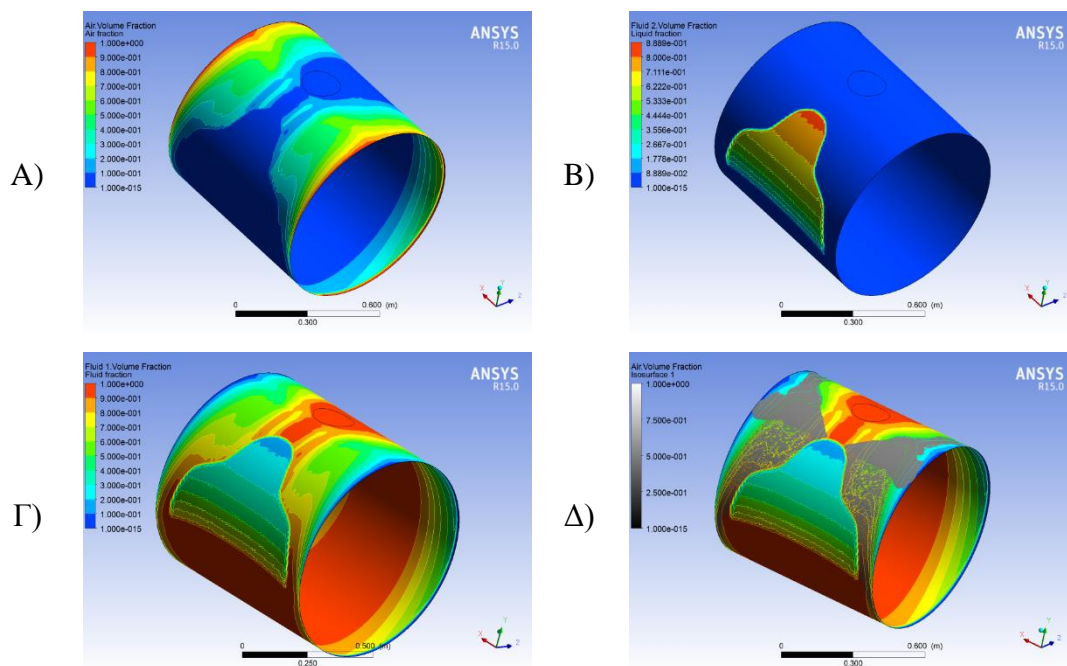 Air.Volume Fraction
Air fraction
1.000e+000
9.000e-001
8.000e-001
7.000e-001
6.000e-001
5.000e-001
4.000e-001
3.000e-001
2.000e-001
1.000e-001
1.000e-015
ANSYS
R15.0
A)
X Y Z
0 0.600 (m)
0.300
Fluid 2.Volume Fraction
Liquid fraction
8.889e-001
8.000e-001
7.111e-001
6.222e-001
5.333e-001
4.444e-001
3.556e-001
2.667e-001
1.778e-001
8.889e-002
1.000e-015
ANSYS
R15.0
B)
X Y Z
0 0.600 (m)
0.300
Fluid 1.Volume Fraction
Fluid fraction
1.000e+000
9.000e-001
8.000e-001
7.000e-001
6.000e-001
5.000e-001
4.000e-001
3.000e-001
2.000e-001
1.000e-001
1.000e-015
ANSYS
R15.0
Γ)
X Y Z
0 0.500 (m)
0.250
Air.Volume Fraction
Isosurface 1
1.000e+000
7.500e-001
5.000e-001
2.500e-001
1.000e-015
ANSYS
R15.0
Δ)
X Y Z
0 0.600 (m)
0.300